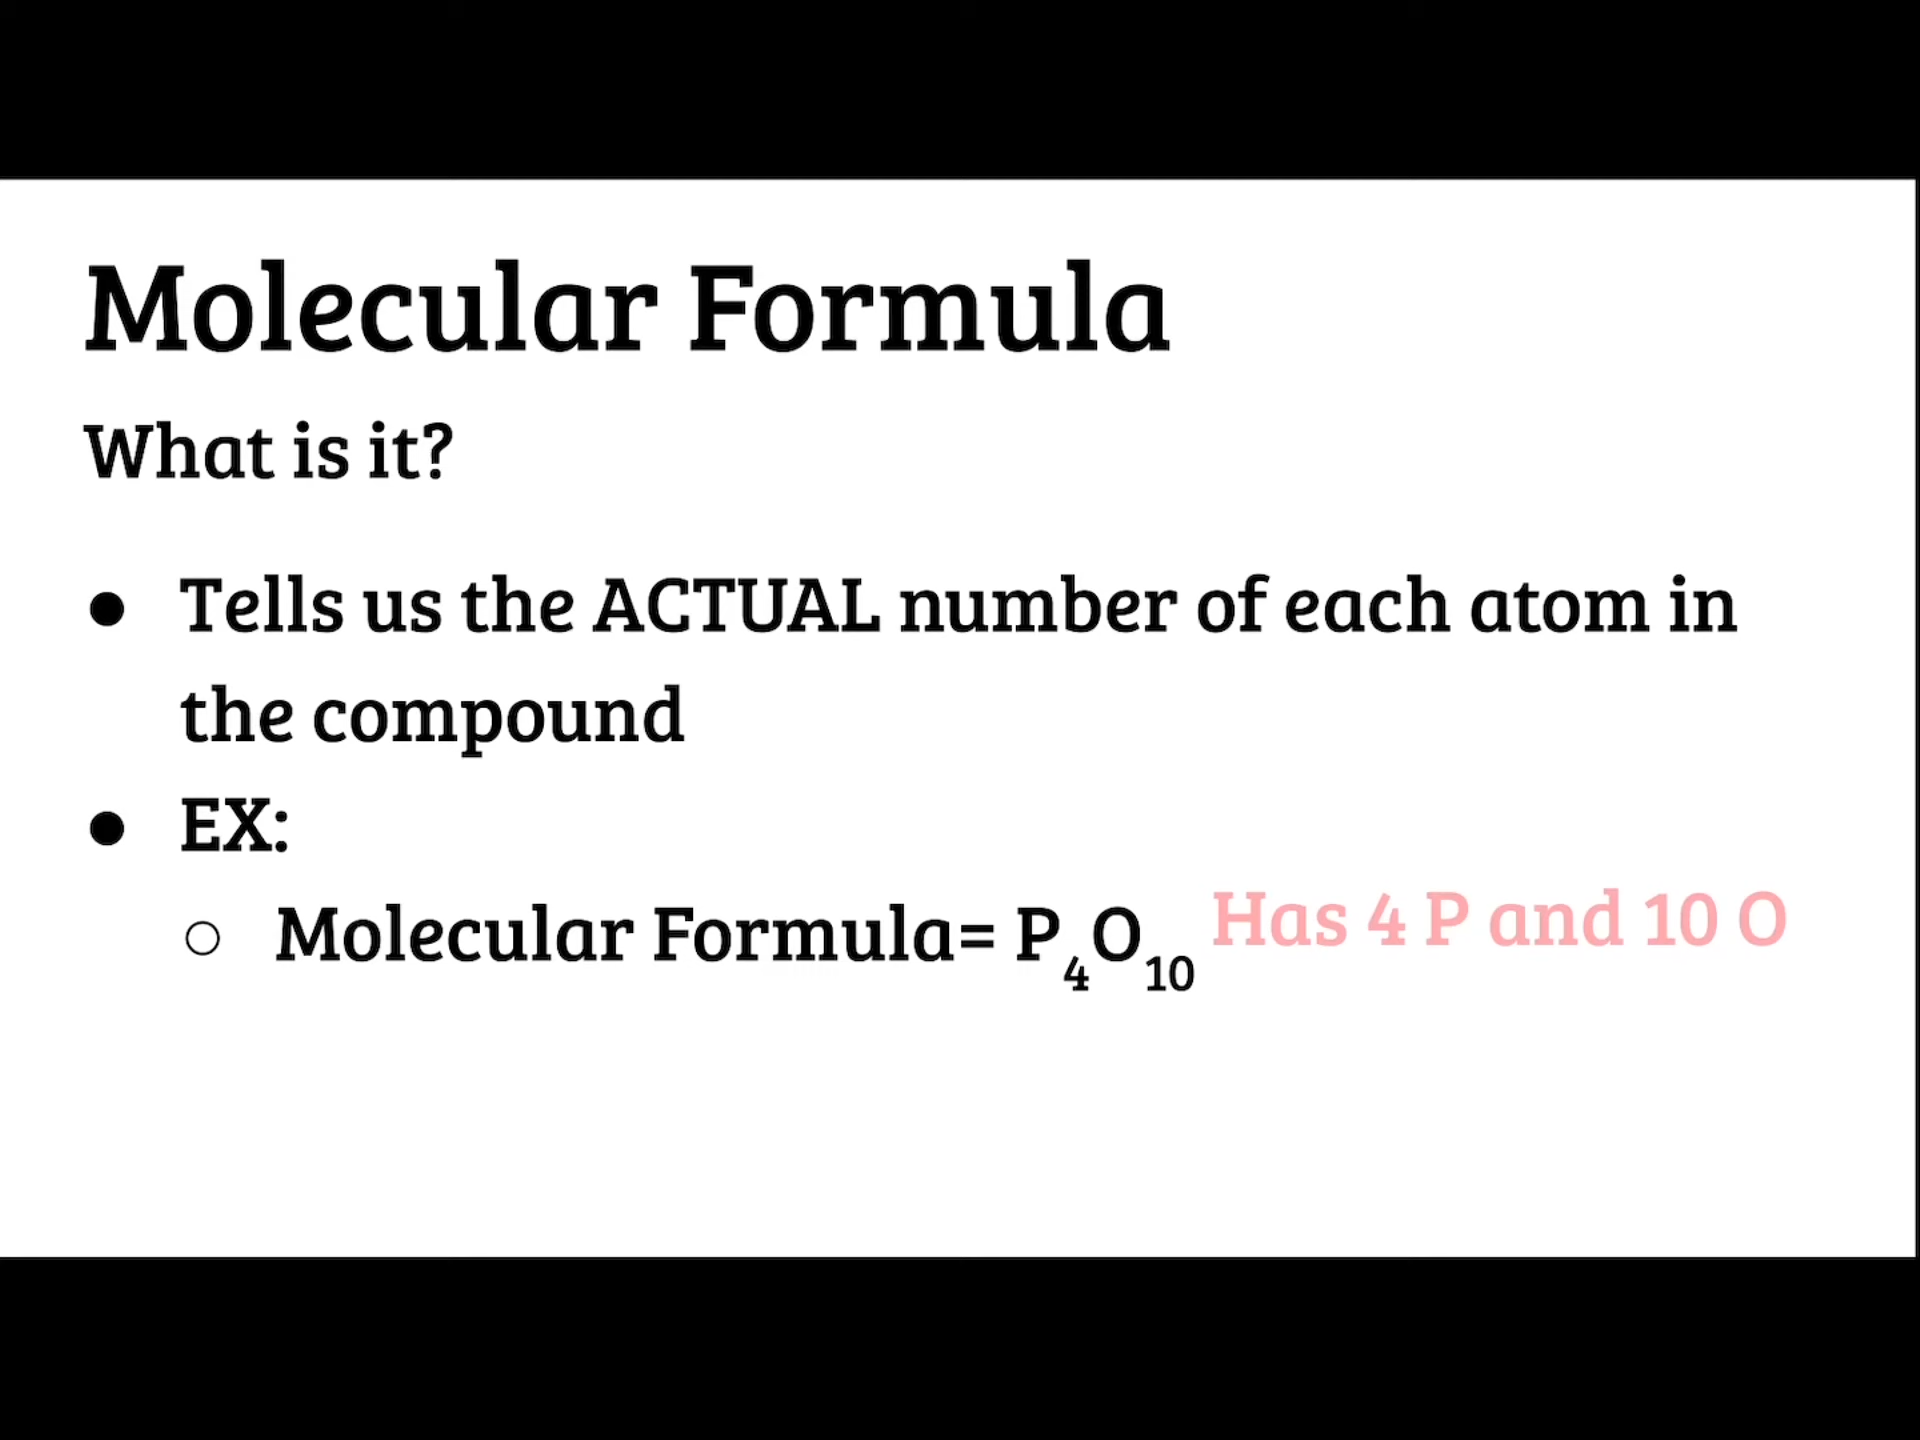 Molecular Formula
What is it?
● Tells us the ACTUAL number of each atom in
the compound
● EX:
○ Molecular Formula= P₄O₁₀ Has 4 P and 10 O